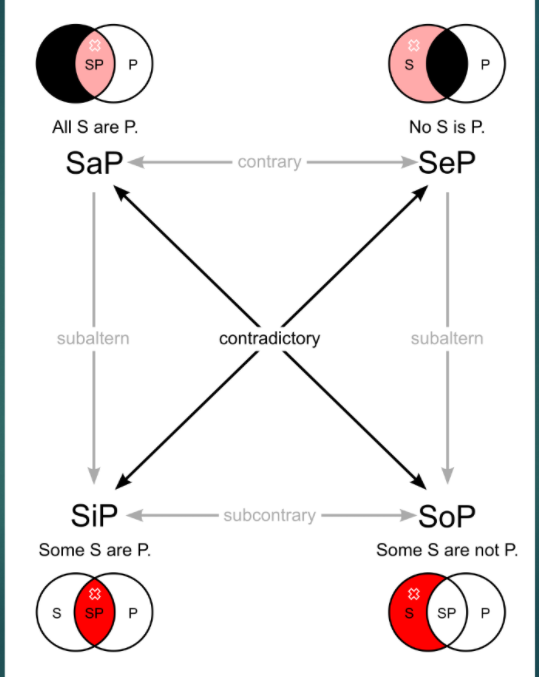 SP P
S P
All S are P.
No S is P.
SaP contrary SeP
subaltern contradictory subaltern
SiP subcontrary SoP
Some S are P.
Some S are not P.
S SP P
S SP P